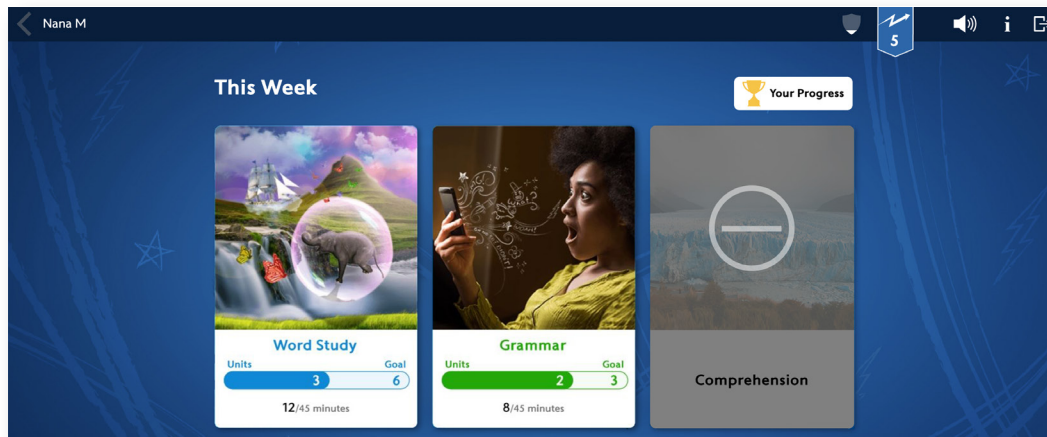 Nana M
5
i
This Week
Your Progress
Word Study
Units Goal
3 6
12/45 minutes
Grammar
Units Goal
2 3
8/45 minutes
Comprehension